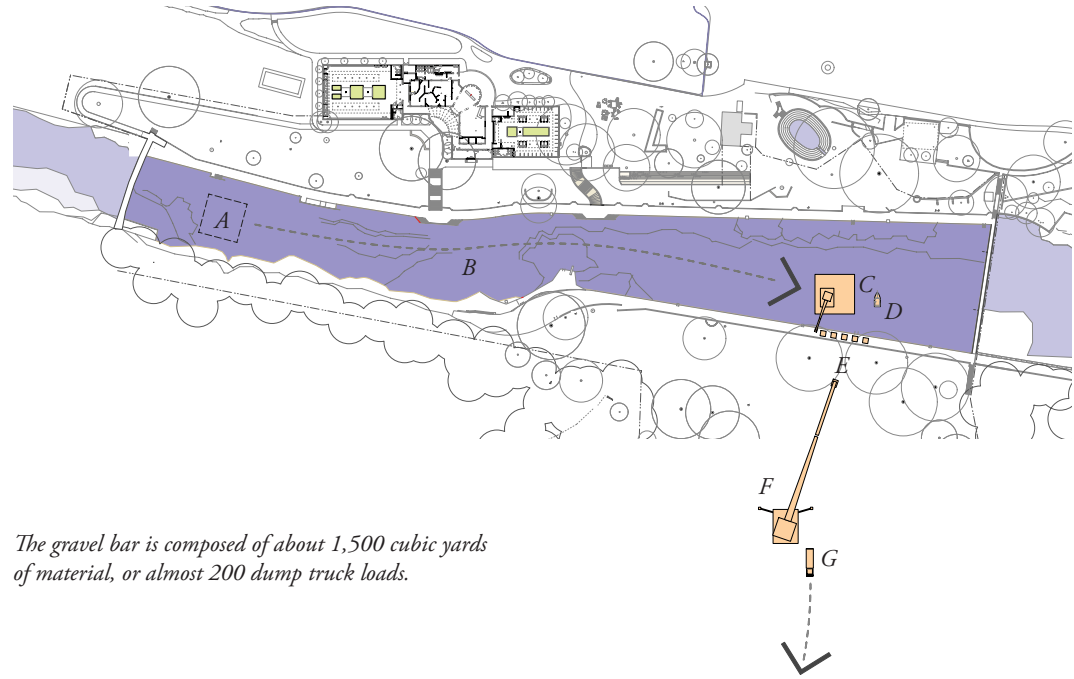 A
B
C
D
E
F
G
The gravel bar is composed of about 1,500 cubic yards
of material, or almost 200 dump truck loads.